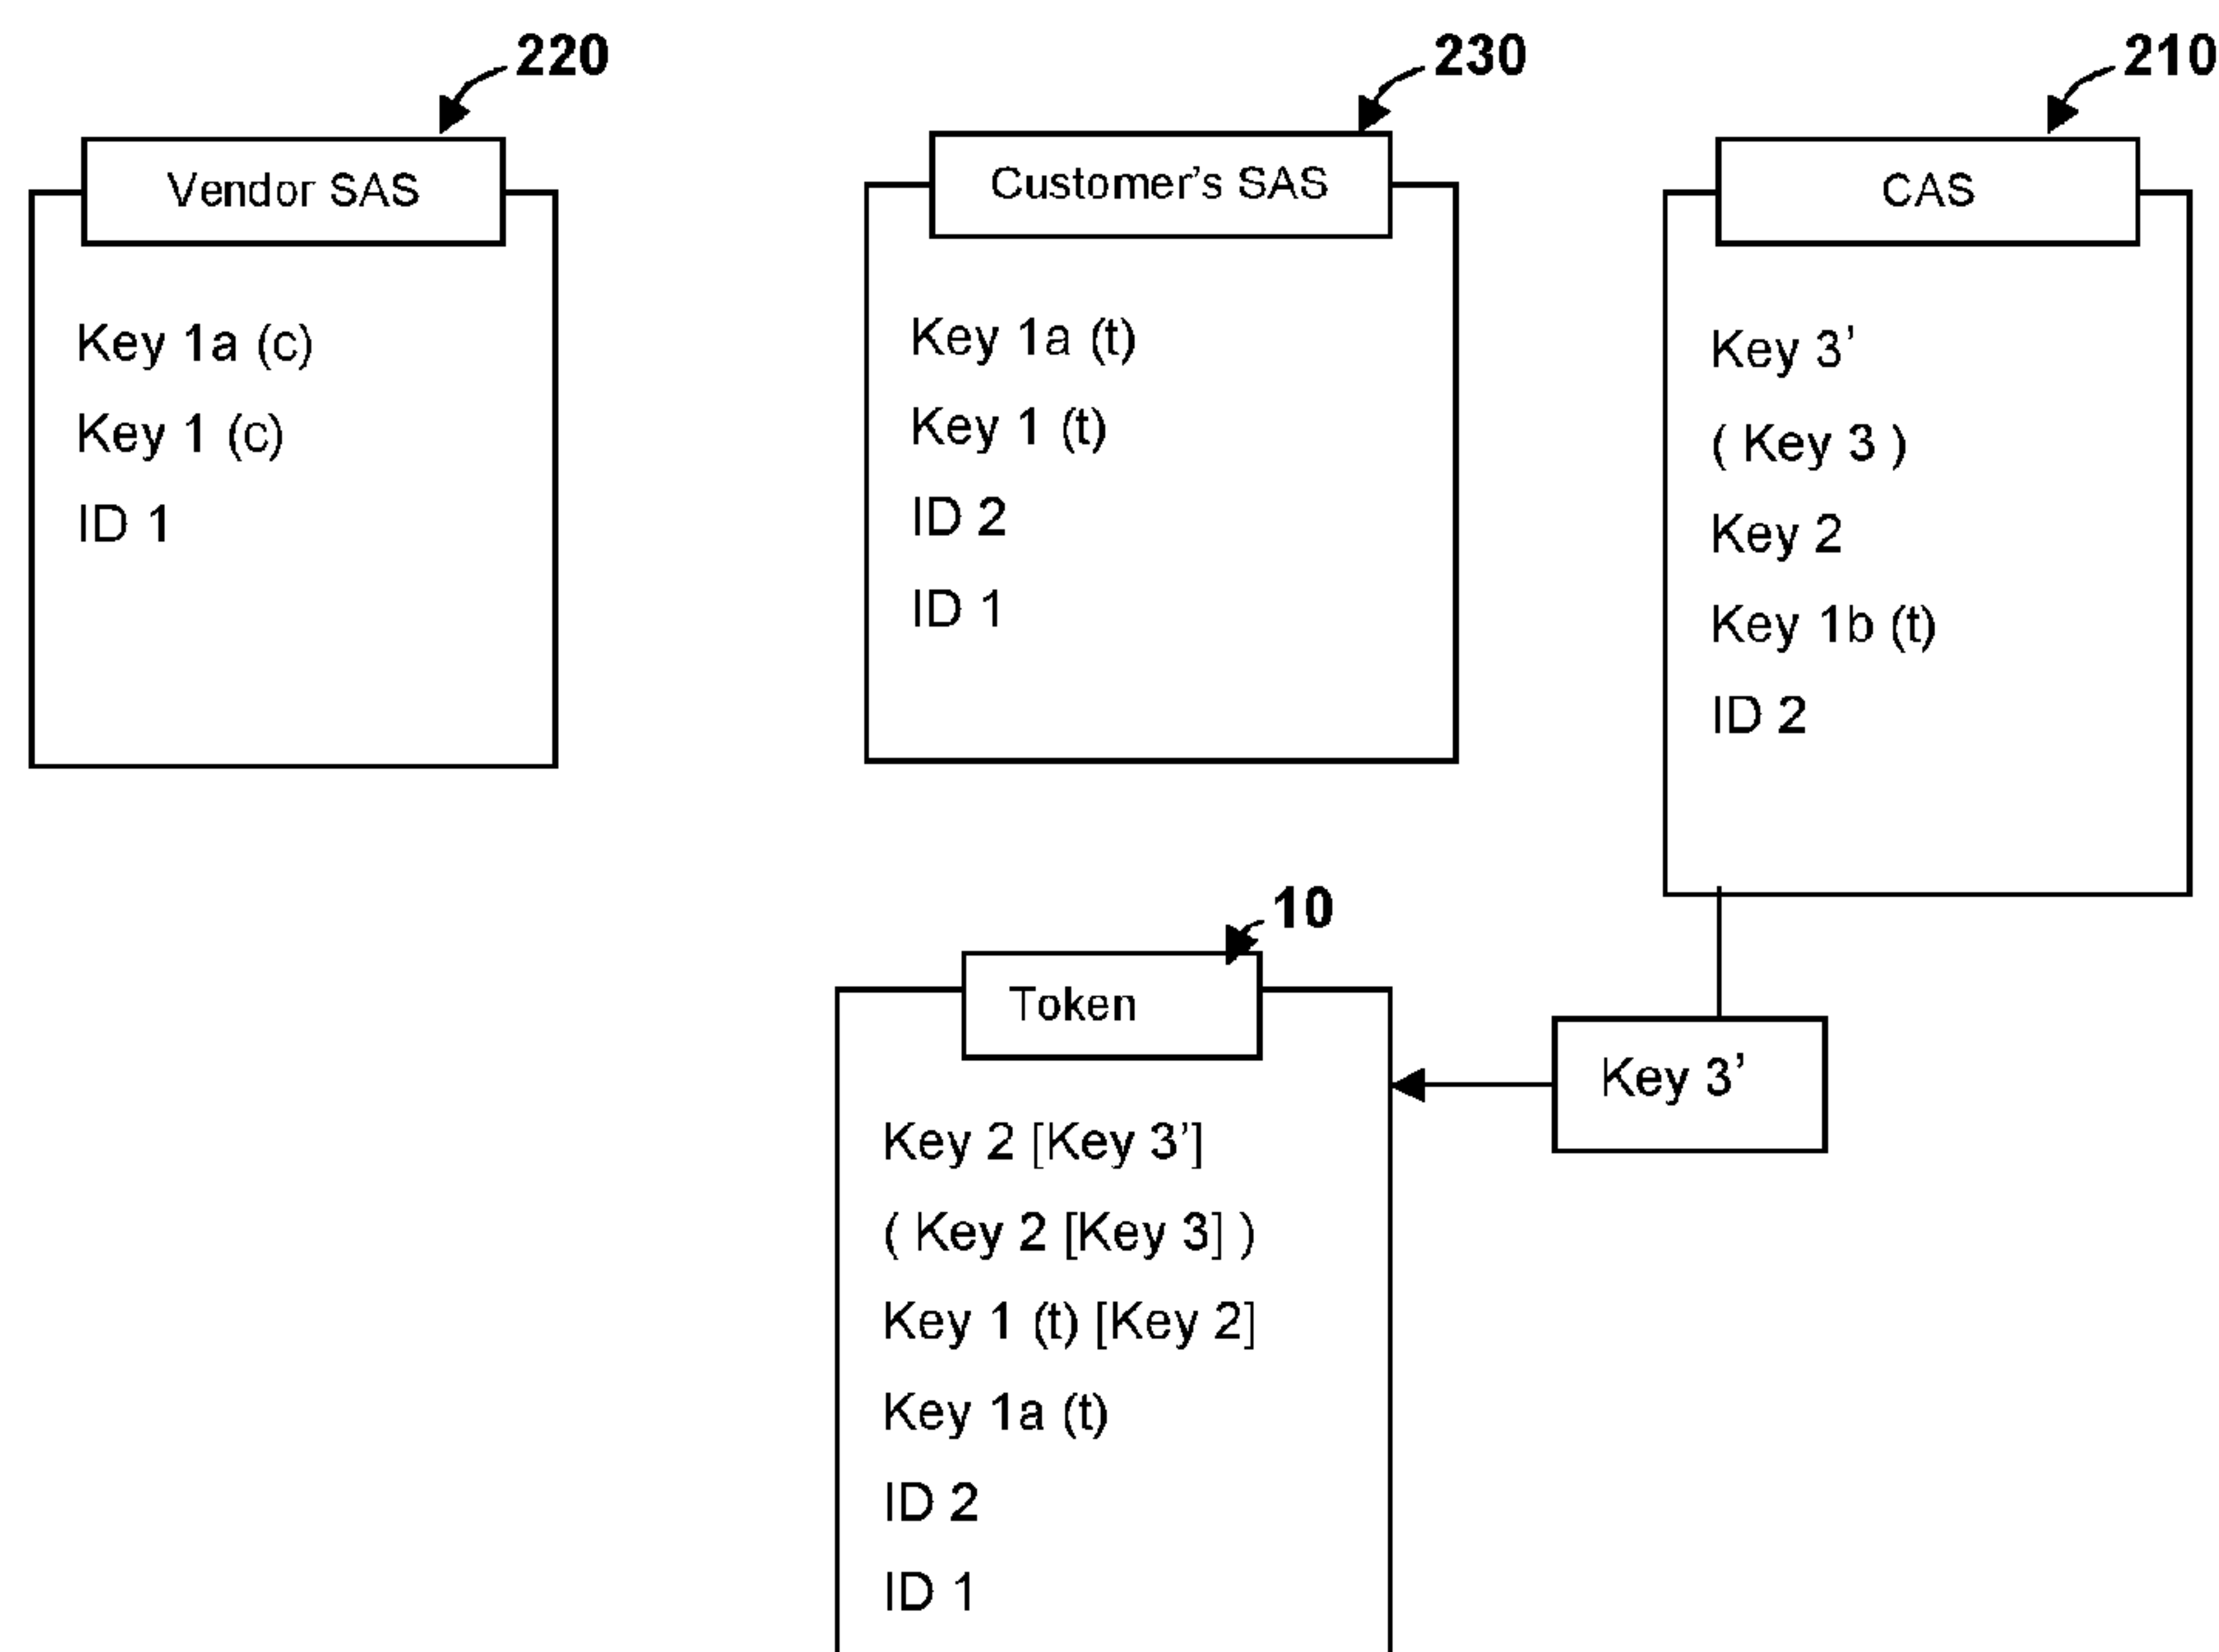 220
Vendor SAS
Key 1a (c)
Key 1 (c)
ID 1
230
Customer's SAS
Key 1a (t)
Key 1 (t)
ID 2
ID 1
210
CAS
Key 3’
( Key 3 )
Key 2
Key 1b (t)
ID 2
10
Token
Key 2 [Key 3’]
( Key 2 [Key 3] )
Key 1 (t) [Key 2]
Key 1a (t)
ID 2
ID 1
Key 3’